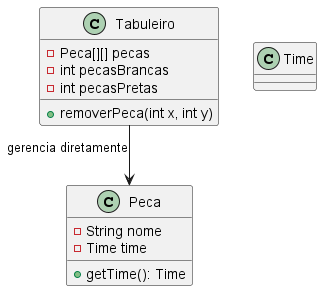 C Tabuleiro
Peca[][] pecas
int pecasBrancas
int pecasPretas
removerPeca(int x, int y)
C Time
gerencia diretamente
C Peca
String nome
Time time
getTime(): Time